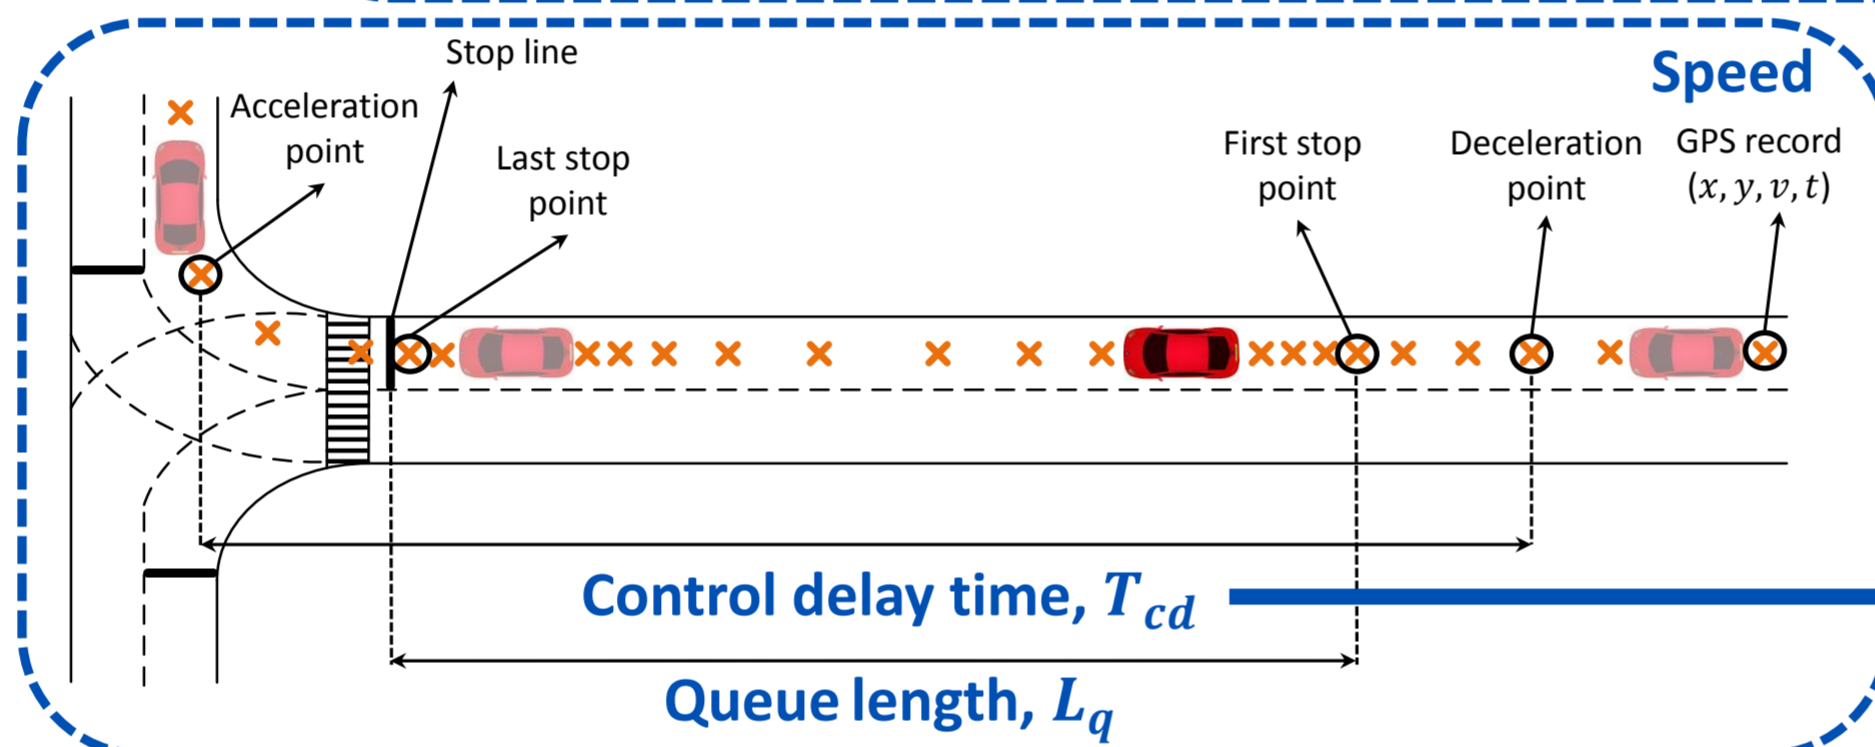 Stop line
Speed
Acceleration
point
Last stop
point
First stop
point
Deceleration
point
GPS record
(x, y, v, t)
Control delay time, T_cd
Queue length, L_q